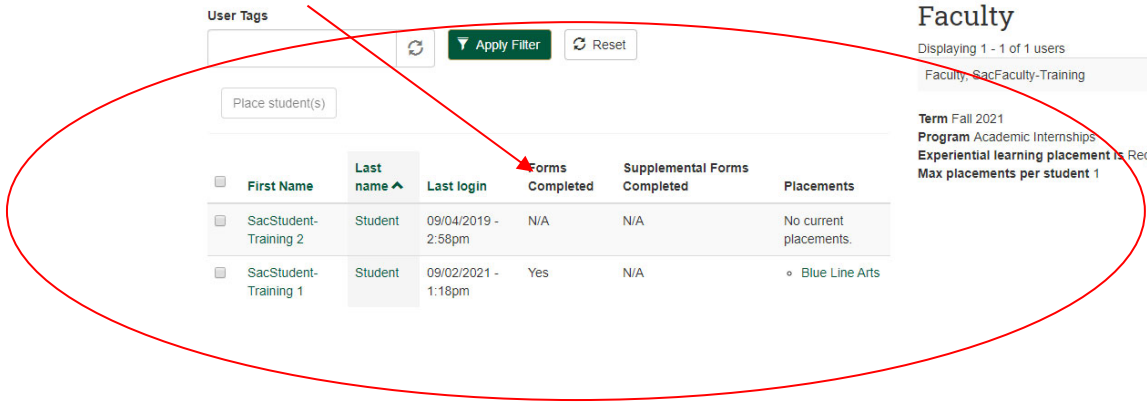 User Tags
Apply Filter
Reset
Place student(s)
First Name
Last name
Last login
Forms Completed
Supplemental Forms Completed
Placements
SacStudent-Training 2
Student
09/04/2019 - 2:58pm
N/A
N/A
No current placements.
SacStudent-Training 1
Student
09/02/2021 - 1:18pm
Yes
N/A
Blue Line Arts
Faculty
Displaying 1 - 1 of 1 users
Faculty, SacFaculty-Training
Term Fall 2021
Program Academic Internships
Experiential learning placement is Rec
Max placements per student 1